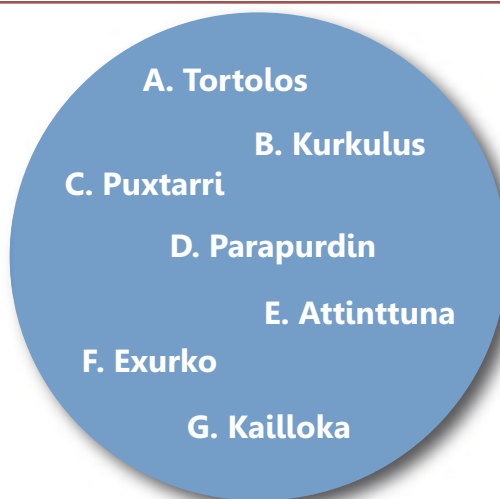 A. Tortolos
B. Kurkulus
C. Puxtarri
D. Parapurdin
E. Attinttuna
F. Exurko
G. Kailloka